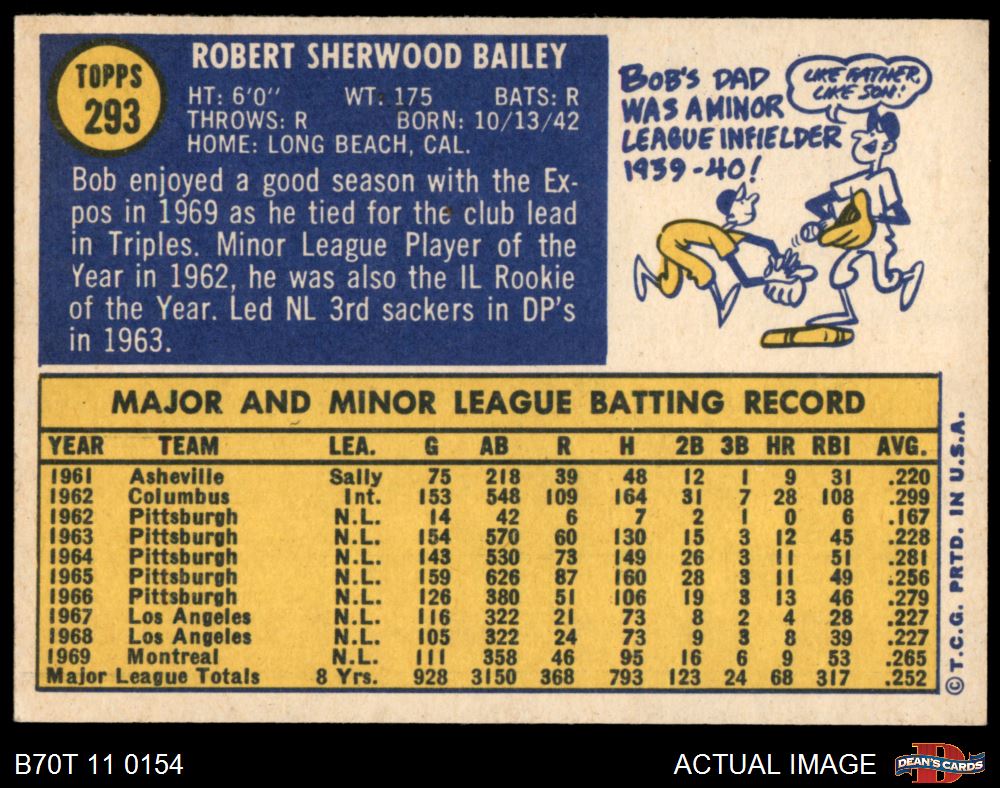 TOPPS
293
ROBERT SHERWOOD BAILEY
HT: 6'0" WT: 175 BATS: R
THROWS: R BORN: 10/13/42
HOME: LONG BEACH, CAL.
Bob enjoyed a good season with the Ex-
pos in 1969 as he tied for the club lead
in Triples. Minor League Player of the
Year in 1962, he was also the IL Rookie
of the Year. Led NL 3rd sackers in DP's
in 1963.
BOB'S DAD
WAS A MINOR
LEAGUE INFIELDER
1939-40!
LIKE FATHER,
LIKE SON!
MAJOR AND MINOR LEAGUE BATTING RECORD
YEAR TEAM LEA. G AB R H 2B 3B HR RBI AVG.
1961 Asheville Sally 75 218 39 48 12 1 9 31 .220
1962 Columbus Int. 153 548 109 164 31 7 28 108 .299
1962 Pittsburgh N.L. 14 42 6 7 2 1 0 6 .167
1963 Pittsburgh N.L. 154 570 60 130 15 3 12 45 .228
1964 Pittsburgh N.L. 143 530 73 149 26 3 11 51 .281
1965 Pittsburgh N.L. 159 626 87 160 28 3 11 49 .256
1966 Pittsburgh N.L. 126 380 51 106 19 3 13 46 .279
1967 Los Angeles N.L. 116 322 21 73 8 2 4 28 .227
1968 Los Angeles N.L. 105 322 24 73 9 3 8 39 .227
1969 Montreal N.L. 111 358 46 95 16 6 9 53 .265
Major League Totals 8 Yrs. 928 3150 368 793 123 24 68 317 .252
© T.C.G. PRTD. IN U.S.A.
B70T 11 0154
ACTUAL IMAGE
D
DEAN'S CARDS